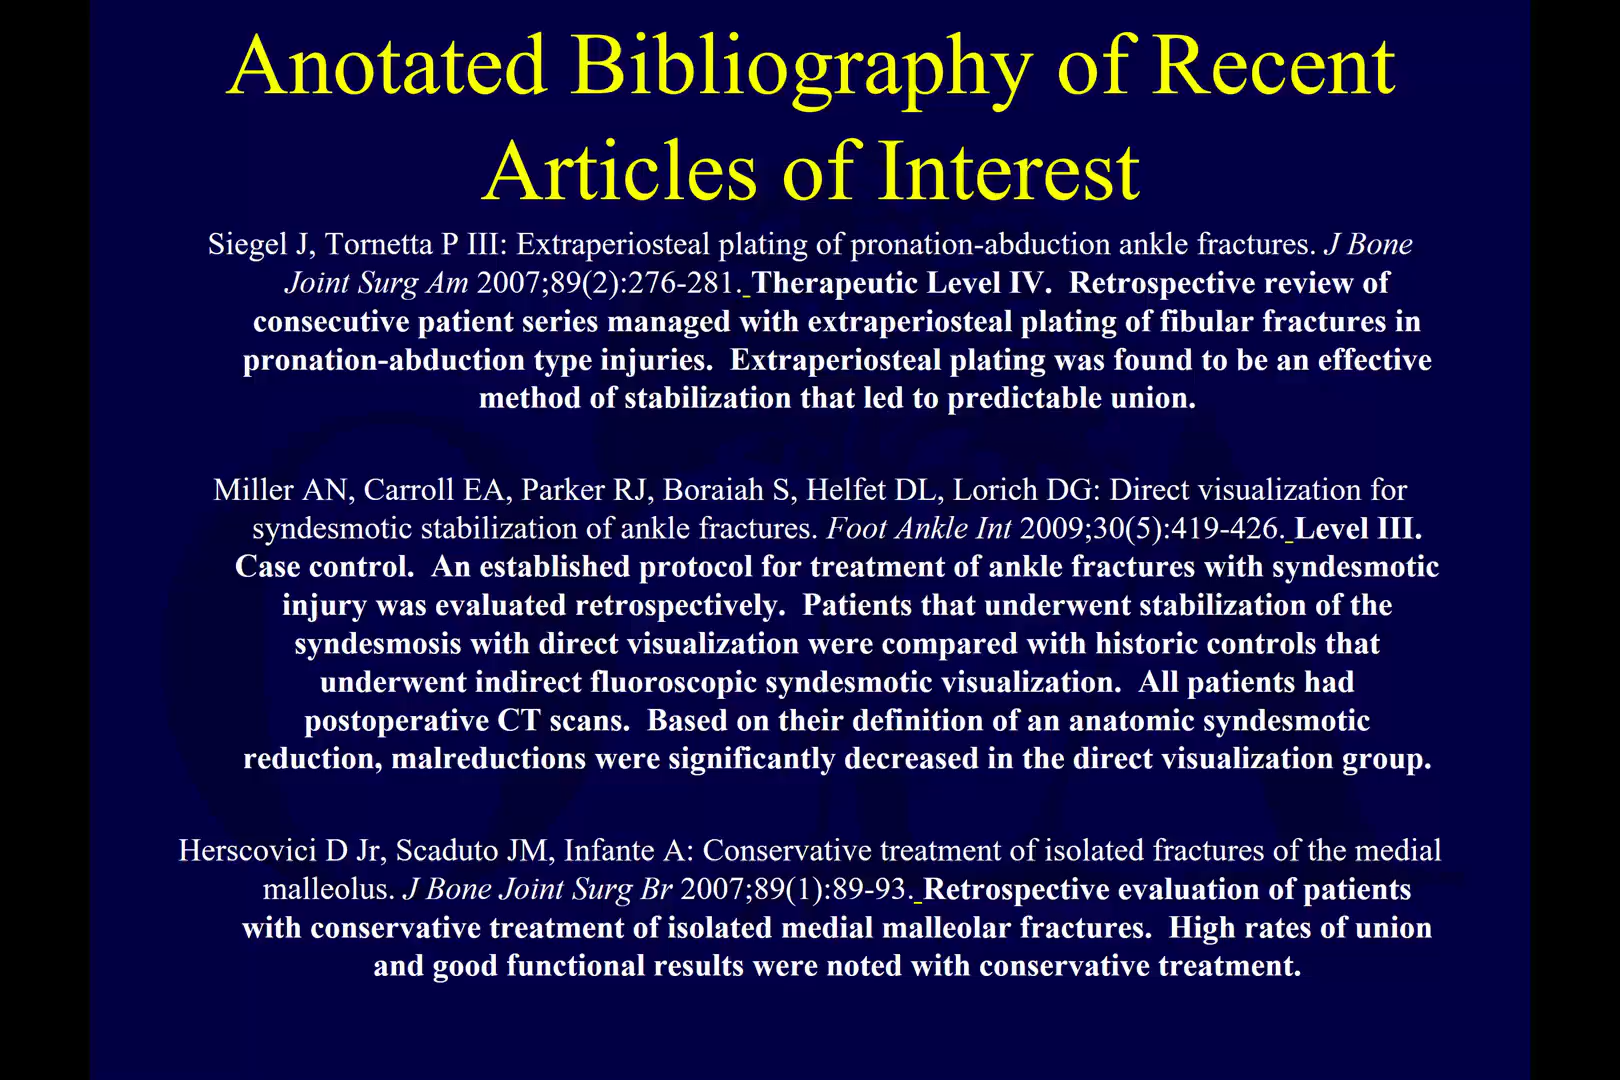 Anotated Bibliography of Recent
Articles of Interest
Siegel J, Tornetta P III: Extraperiosteal plating of pronation-abduction ankle fractures. J Bone
Joint Surg Am 2007;89(2):276-281. Therapeutic Level IV.  Retrospective review of
consecutive patient series managed with extraperiosteal plating of fibular fractures in
pronation-abduction type injuries.  Extraperiosteal plating was found to be an effective
method of stabilization that led to predictable union.
Miller AN, Carroll EA, Parker RJ, Boraiah S, Helfet DL, Lorich DG: Direct visualization for
syndesmotic stabilization of ankle fractures. Foot Ankle Int 2009;30(5):419-426. Level III.
Case control.  An established protocol for treatment of ankle fractures with syndesmotic
injury was evaluated retrospectively.  Patients that underwent stabilization of the
syndesmosis with direct visualization were compared with historic controls that
underwent indirect fluoroscopic syndesmotic visualization.  All patients had
postoperative CT scans.  Based on their definition of an anatomic syndesmotic
reduction, malreductions were significantly decreased in the direct visualization group.
Herscovici D Jr, Scaduto JM, Infante A: Conservative treatment of isolated fractures of the medial
malleolus. J Bone Joint Surg Br 2007;89(1):89-93. Retrospective evaluation of patients
with conservative treatment of isolated medial malleolar fractures.  High rates of union
and good functional results were noted with conservative treatment.